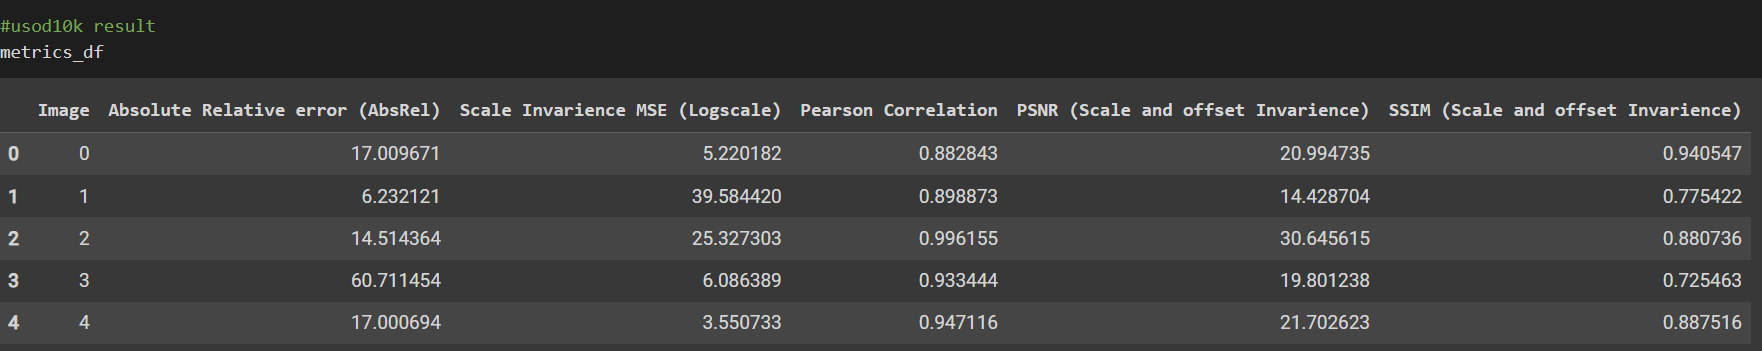 #usod10k result
metrics_df
Image Absolute Relative error (AbsRel) Scale Invarience MSE (Logscale) Pearson Correlation PSNR (Scale and offset Invarience) SSIM (Scale and offset Invarience)
0 0 17.009671 5.220182 0.882843 20.994735 0.940547
1 1 6.232121 39.584420 0.898873 14.428704 0.775422
2 2 14.514364 25.327303 0.996155 30.645615 0.880736
3 3 60.711454 6.086389 0.933444 19.801238 0.725463
4 4 17.000694 3.550733 0.947116 21.702623 0.887516